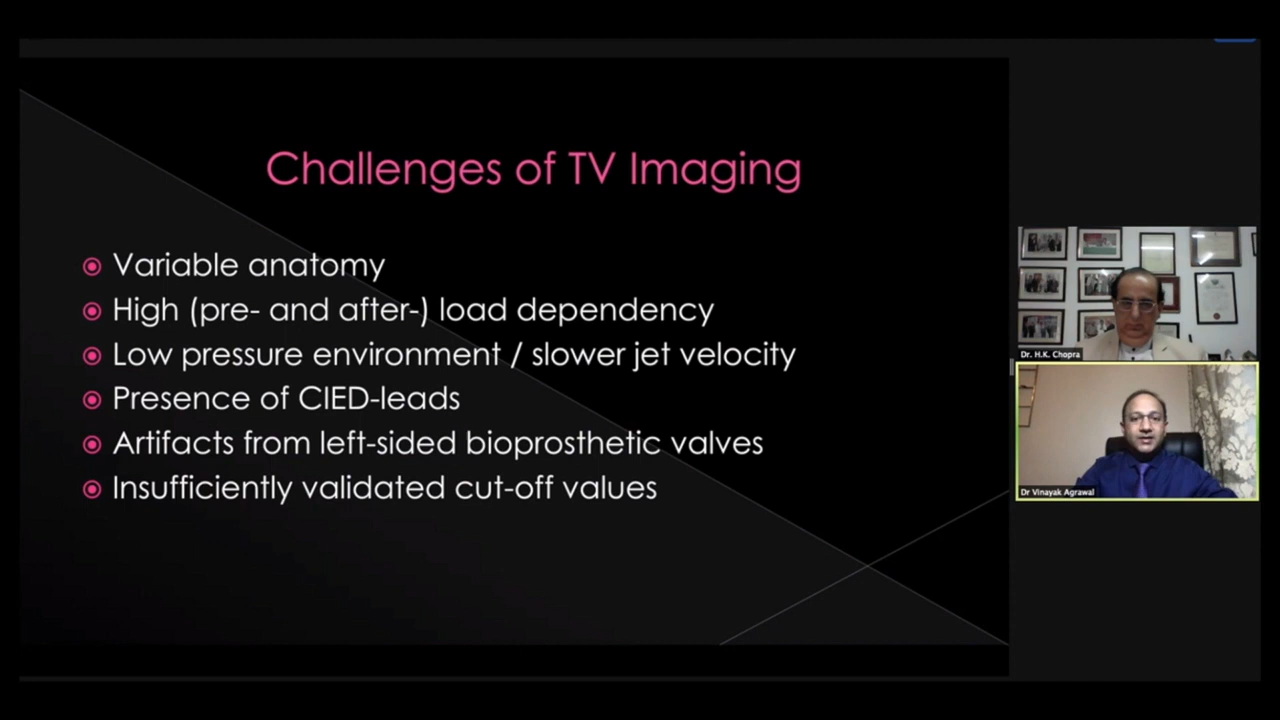 Challenges of TV Imaging
Variable anatomy
High (pre- and after-) load dependency
Low pressure environment / slower jet velocity
Presence of CIED-leads
Artifacts from left-sided bioprosthetic valves
Insufficiently validated cut-off values
Dr. H.K. Chopra
Dr Vinayak Agrawal